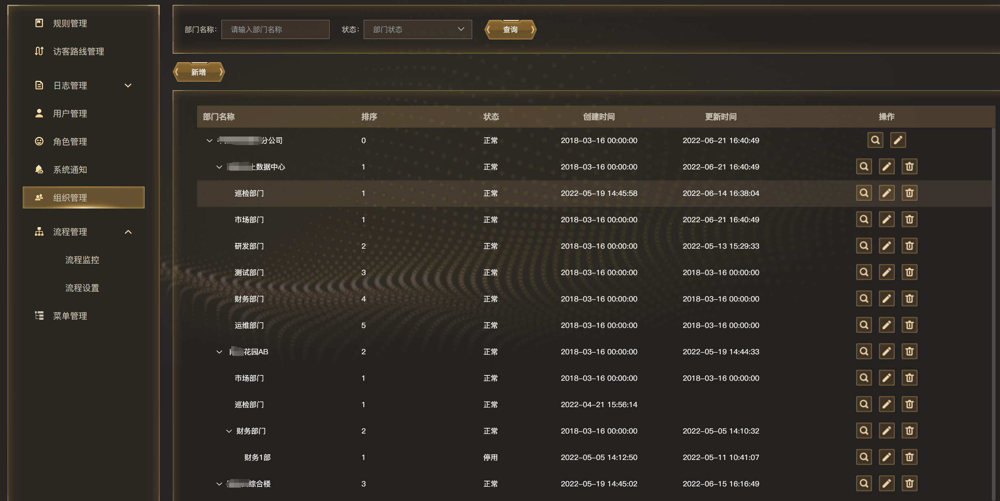 规则管理
访客路线管理
日志管理
用户管理
角色管理
系统通知
组织管理
流程管理
流程监控
流程设置
菜单管理
部门名称: 请输入部门名称 状态: 部门状态 查询
新增
部门名称 排序 状态 创建时间 更新时间 操作
分公司 0 正常 2018-03-16 00:00:00 2022-06-21 16:40:49
数据中心 1 正常 2018-03-16 00:00:00 2022-06-21 16:40:49
巡检部门 1 正常 2022-05-19 14:45:58 2022-06-14 16:38:04
市场部门 1 正常 2018-03-16 00:00:00 2022-06-21 16:40:49
研发部门 2 正常 2018-03-16 00:00:00 2022-05-13 15:29:33
测试部门 3 正常 2018-03-16 00:00:00 2018-03-16 00:00:00
财务部门 4 正常 2018-03-16 00:00:00 2018-03-16 00:00:00
运维部门 5 正常 2018-03-16 00:00:00 2018-03-16 00:00:00
花园AB 2 正常 2018-03-16 00:00:00 2022-05-19 14:44:33
市场部门 1 正常 2018-03-16 00:00:00 2018-03-16 00:00:00
巡检部门 1 正常 2022-04-21 15:56:14
财务部门 2 正常 2018-03-16 00:00:00 2022-05-05 14:10:32
财务1部 1 停用 2022-05-05 14:12:50 2022-05-11 10:41:07
综合楼 3 正常 2022-05-19 14:45:02 2022-06-15 16:16:49